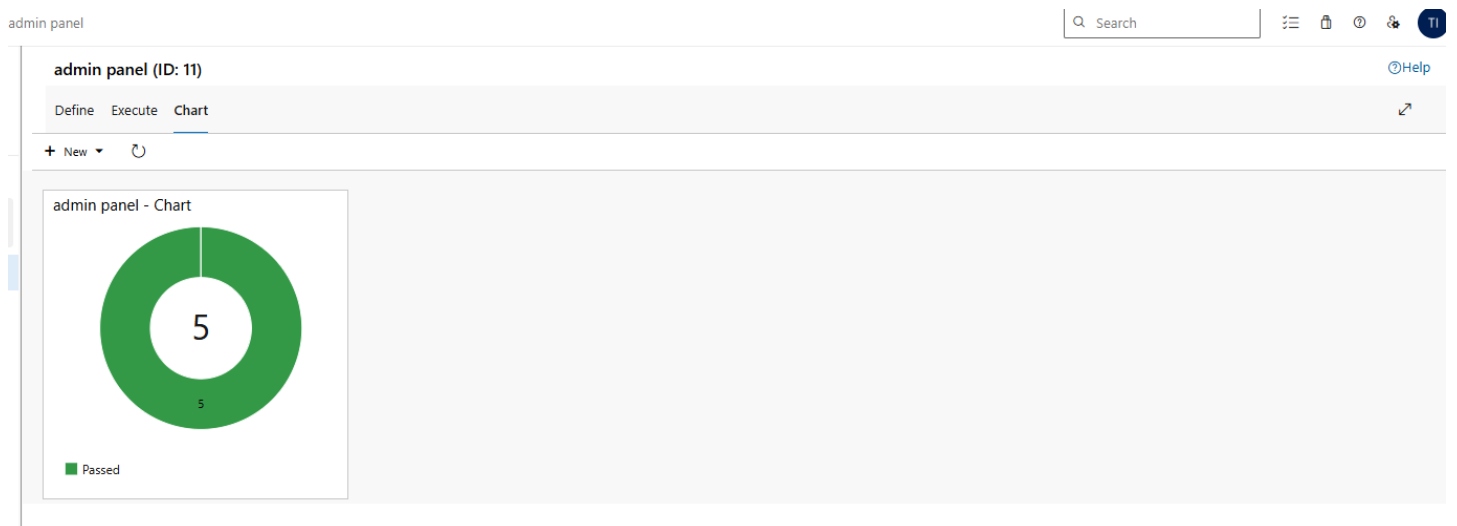 admin panel
Search
TI
admin panel (ID: 11)
Help
Define Execute Chart
+ New
admin panel - Chart
5
5
Passed